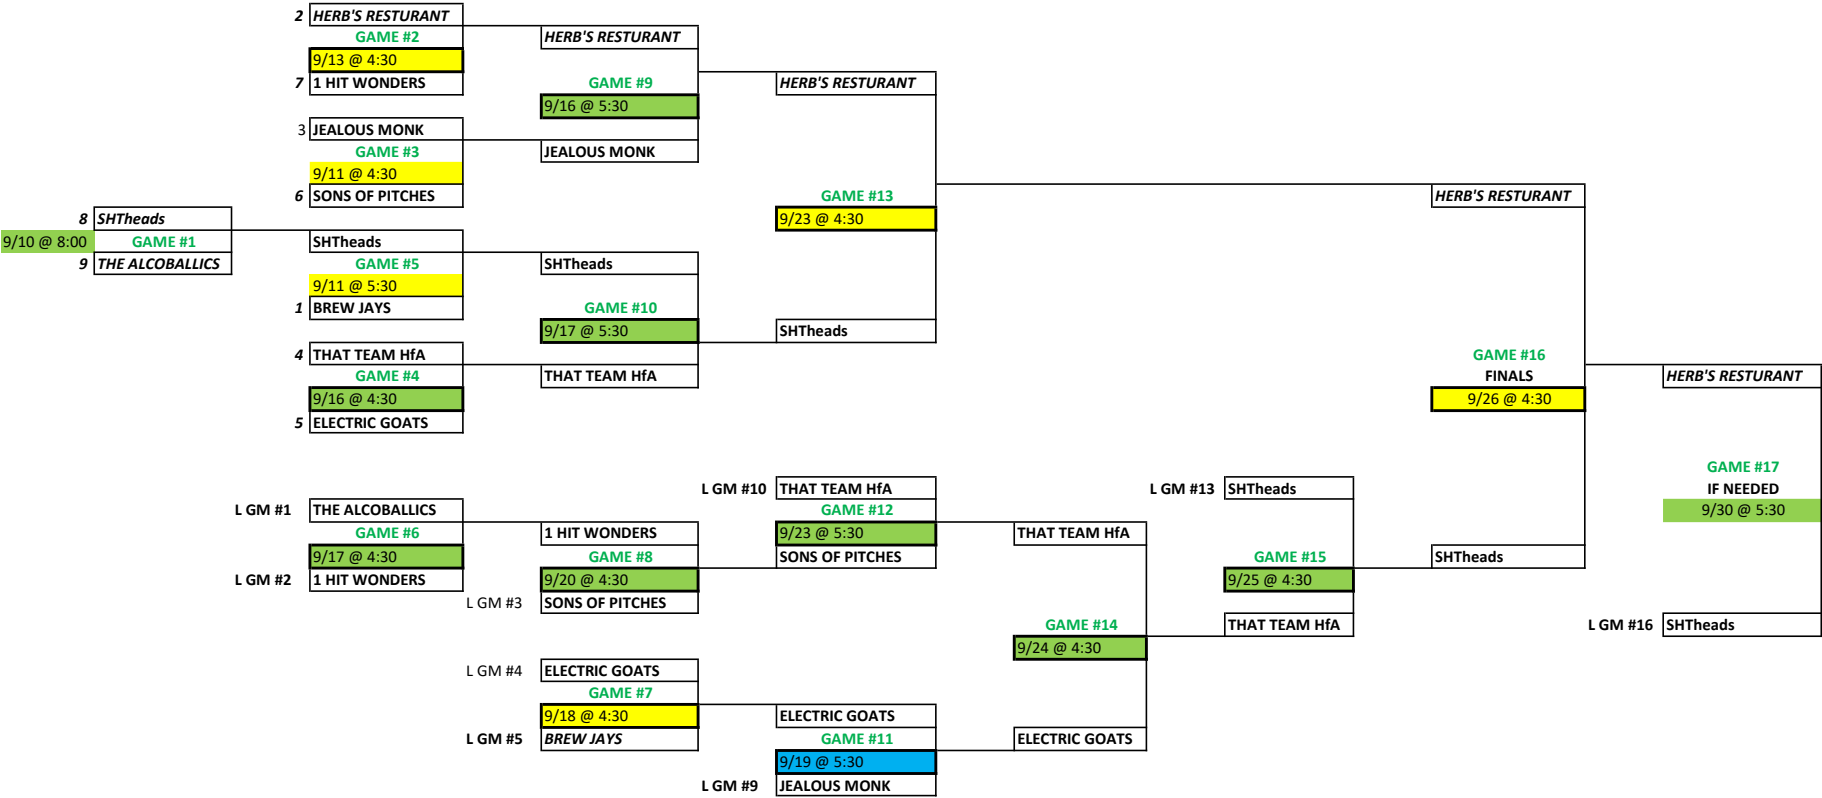 2 HERB'S RESTURANT
GAME #2
9/13 @ 4:30
7 1 HIT WONDERS
3 JEALOUS MONK
GAME #3
9/11 @ 4:30
6 SONS OF PITCHES
8 SHTheads
9/10 @ 8:00 GAME #1
9 THE ALCOBALLICS
SHTheads
GAME #5
9/11 @ 5:30
1 BREW JAYS
4 THAT TEAM HfA
GAME #4
9/16 @ 4:30
5 ELECTRIC GOATS
HERB'S RESTURANT
GAME #9
9/16 @ 5:30
JEALOUS MONK
SHTheads
GAME #10
9/17 @ 5:30
THAT TEAM HfA
HERB'S RESTURANT
GAME #13
9/23 @ 4:30
SHTheads
HERB'S RESTURANT
GAME #16
FINALS
9/26 @ 4:30
SHTheads
HERB'S RESTURANT
GAME #17
IF NEEDED
9/30 @ 5:30
L GM #16 SHTheads
L GM #1 THE ALCOBALLICS
GAME #6
9/17 @ 4:30
L GM #2 1 HIT WONDERS
1 HIT WONDERS
GAME #8
9/20 @ 4:30
L GM #3 SONS OF PITCHES
L GM #4 ELECTRIC GOATS
GAME #7
9/18 @ 4:30
L GM #5 BREW JAYS
L GM #10 THAT TEAM HfA
GAME #12
9/23 @ 5:30
SONS OF PITCHES
ELECTRIC GOATS
GAME #11
9/19 @ 5:30
L GM #9 JEALOUS MONK
THAT TEAM HfA
GAME #14
9/24 @ 4:30
ELECTRIC GOATS
L GM #13 SHTheads
GAME #15
9/25 @ 4:30
THAT TEAM HfA